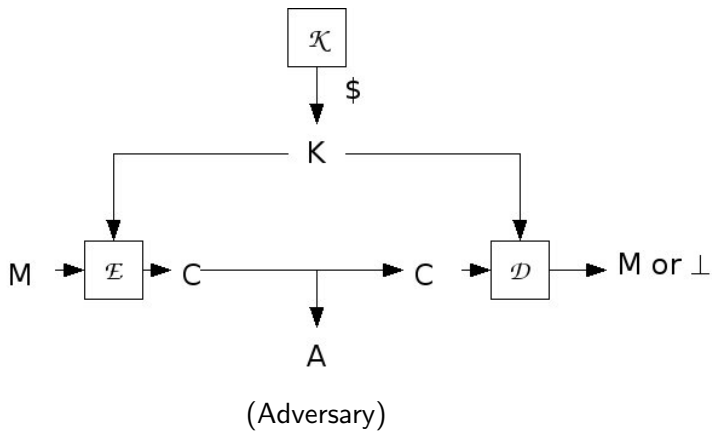 𝒦
$
K
M ℰ C C 𝒟 M or ⊥
A
(Adversary)